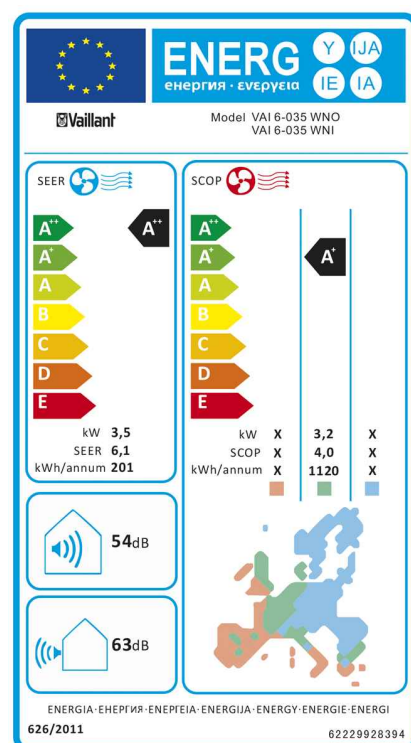 ENERG
енергия · ενεργεια
Y IJA
IE IA
Vaillant
Model VAI 6-035 WNO
VAI 6-035 WNI
SEER
A++
A+
A
B
C
D
E
A++
kW 3,5
SEER 6,1
kWh/annum 201
SCOP
A++
A+
A
B
C
D
E
A+
kW X 3,2 X
SCOP X 4,0 X
kWh/annum X 1120 X
54dB
63dB
ENERGIA·ЕНЕРГИЯ·ΕΝΕΡΓΕΙΑ·ENERGIJA·ENERGY·ENERGIE·ENERGI
626/2011
62229928394